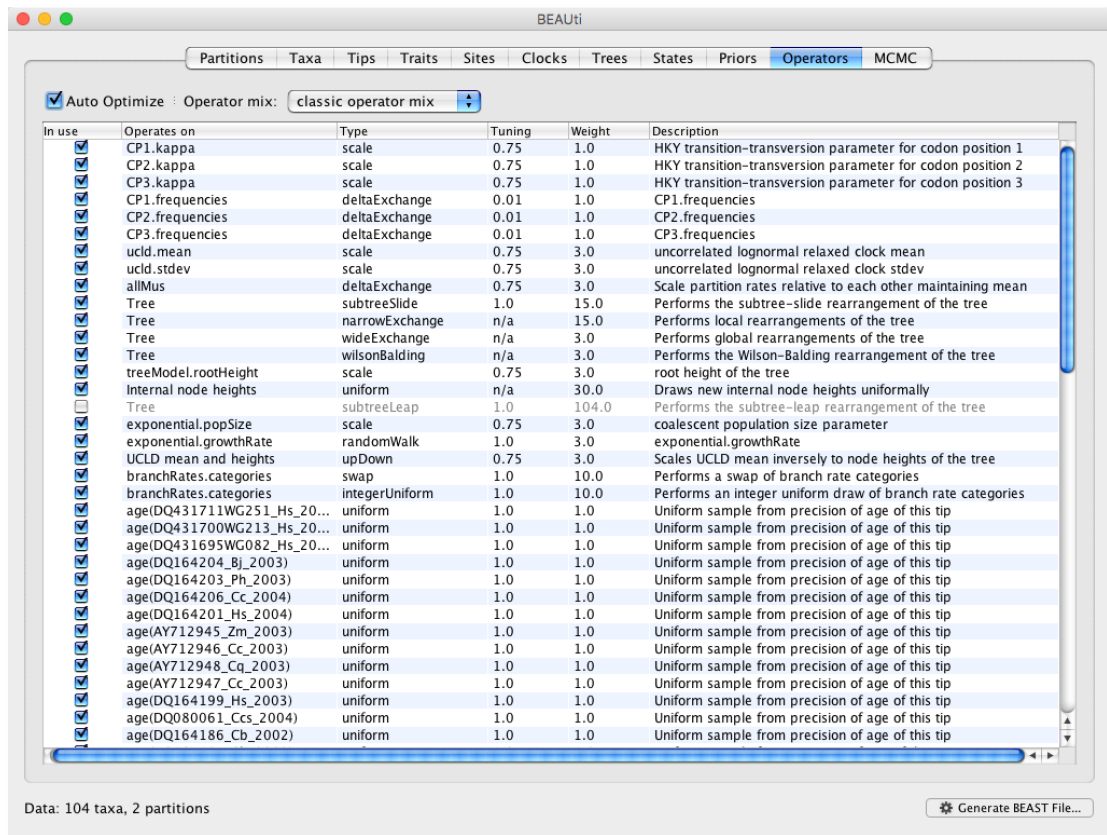 BEAUti
Partitions Taxa Tips Traits Sites Clocks Trees States Priors Operators MCMC
Auto Optimize Operator mix: classic operator mix
In use Operates on Type Tuning Weight Description
CP1.kappa scale 0.75 1.0 HKY transition-transversion parameter for codon position 1
CP2.kappa scale 0.75 1.0 HKY transition-transversion parameter for codon position 2
CP3.kappa scale 0.75 1.0 HKY transition-transversion parameter for codon position 3
CP1.frequencies deltaExchange 0.01 1.0 CP1.frequencies
CP2.frequencies deltaExchange 0.01 1.0 CP2.frequencies
CP3.frequencies deltaExchange 0.01 1.0 CP3.frequencies
ucld.mean scale 0.75 3.0 uncorrelated lognormal relaxed clock mean
ucld.stdev scale 0.75 3.0 uncorrelated lognormal relaxed clock stdev
allMus deltaExchange 0.75 3.0 Scale partition rates relative to each other maintaining mean
Tree subtreeSlide 1.0 15.0 Performs the subtree-slide rearrangement of the tree
Tree narrowExchange n/a 15.0 Performs local rearrangements of the tree
Tree wideExchange n/a 3.0 Performs global rearrangements of the tree
Tree wilsonBalding n/a 3.0 Performs the Wilson-Balding rearrangement of the tree
treeModel.rootHeight scale 0.75 3.0 root height of the tree
Internal node heights uniform n/a 30.0 Draws new internal node heights uniformally
Tree subtreeLeap 1.0 104.0 Performs the subtree-leap rearrangement of the tree
exponential.popSize scale 0.75 3.0 coalescent population size parameter
exponential.growthRate randomWalk 1.0 3.0 exponential.growthRate
UCLD mean and heights upDown 0.75 3.0 Scales UCLD mean inversely to node heights of the tree
branchRates.categories swap 1.0 10.0 Performs a swap of branch rate categories
branchRates.categories integerUniform 1.0 10.0 Performs an integer uniform draw of branch rate categories
age(DQ431711WG251_Hs_20... uniform 1.0 1.0 Uniform sample from precision of age of this tip
age(DQ431700WG213_Hs_20... uniform 1.0 1.0 Uniform sample from precision of age of this tip
age(DQ431695WG082_Hs_20... uniform 1.0 1.0 Uniform sample from precision of age of this tip
age(DQ164204_Bj_2003) uniform 1.0 1.0 Uniform sample from precision of age of this tip
age(DQ164203_Ph_2003) uniform 1.0 1.0 Uniform sample from precision of age of this tip
age(DQ164206_Cc_2004) uniform 1.0 1.0 Uniform sample from precision of age of this tip
age(DQ164201_Hs_2004) uniform 1.0 1.0 Uniform sample from precision of age of this tip
age(AY712945_Zm_2003) uniform 1.0 1.0 Uniform sample from precision of age of this tip
age(AY712946_Cc_2003) uniform 1.0 1.0 Uniform sample from precision of age of this tip
age(AY712948_Cq_2003) uniform 1.0 1.0 Uniform sample from precision of age of this tip
age(AY712947_Cc_2003) uniform 1.0 1.0 Uniform sample from precision of age of this tip
age(DQ164199_Hs_2003) uniform 1.0 1.0 Uniform sample from precision of age of this tip
age(DQ080061_Ccs_2004) uniform 1.0 1.0 Uniform sample from precision of age of this tip
age(DQ164186_Cb_2002) uniform 1.0 1.0 Uniform sample from precision of age of this tip
Data: 104 taxa, 2 partitions Generate BEAST File...